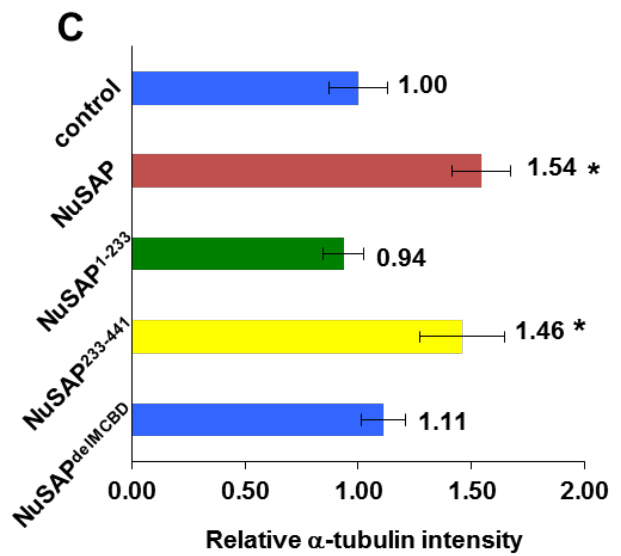 C
control
1.00
NuSAP
1.54 *
NuSAP1-233
0.94
NuSAP233-441
1.46 *
NuSAPdelMCBD
1.11
0.00 0.50 1.00 1.50 2.00
Relative α-tubulin intensity